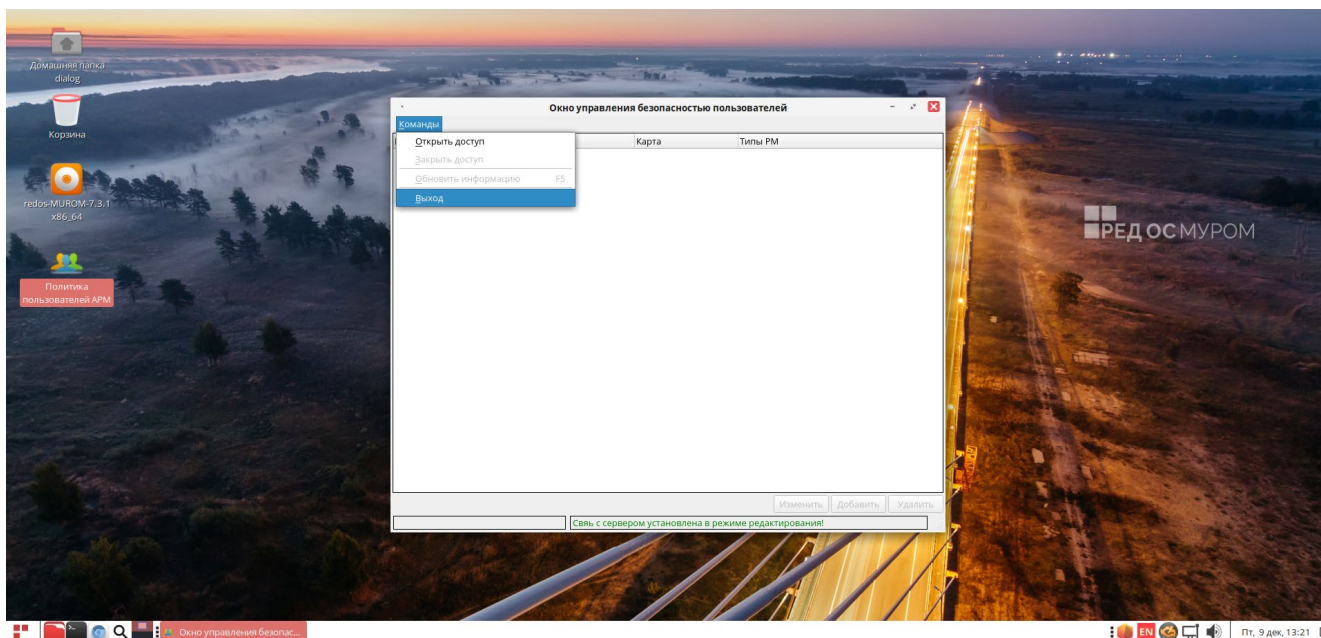 Домашняя папка
dialog
Корзина
redos-MUROM-7.3.1
x86_64
Политика
пользователей АРМ
Окно управления безопасностью пользователей
Команды
Открыть доступ
Закрыть доступ
Обновить информацию F5
Выход
Карта Типы РМ
РЕД ОС МУРОМ
Изменить Добавить Удалить
Свяь с сервером установлена в режиме редактирования!
Окно управления безопас...
EN
Пт, 9 дек, 13:21